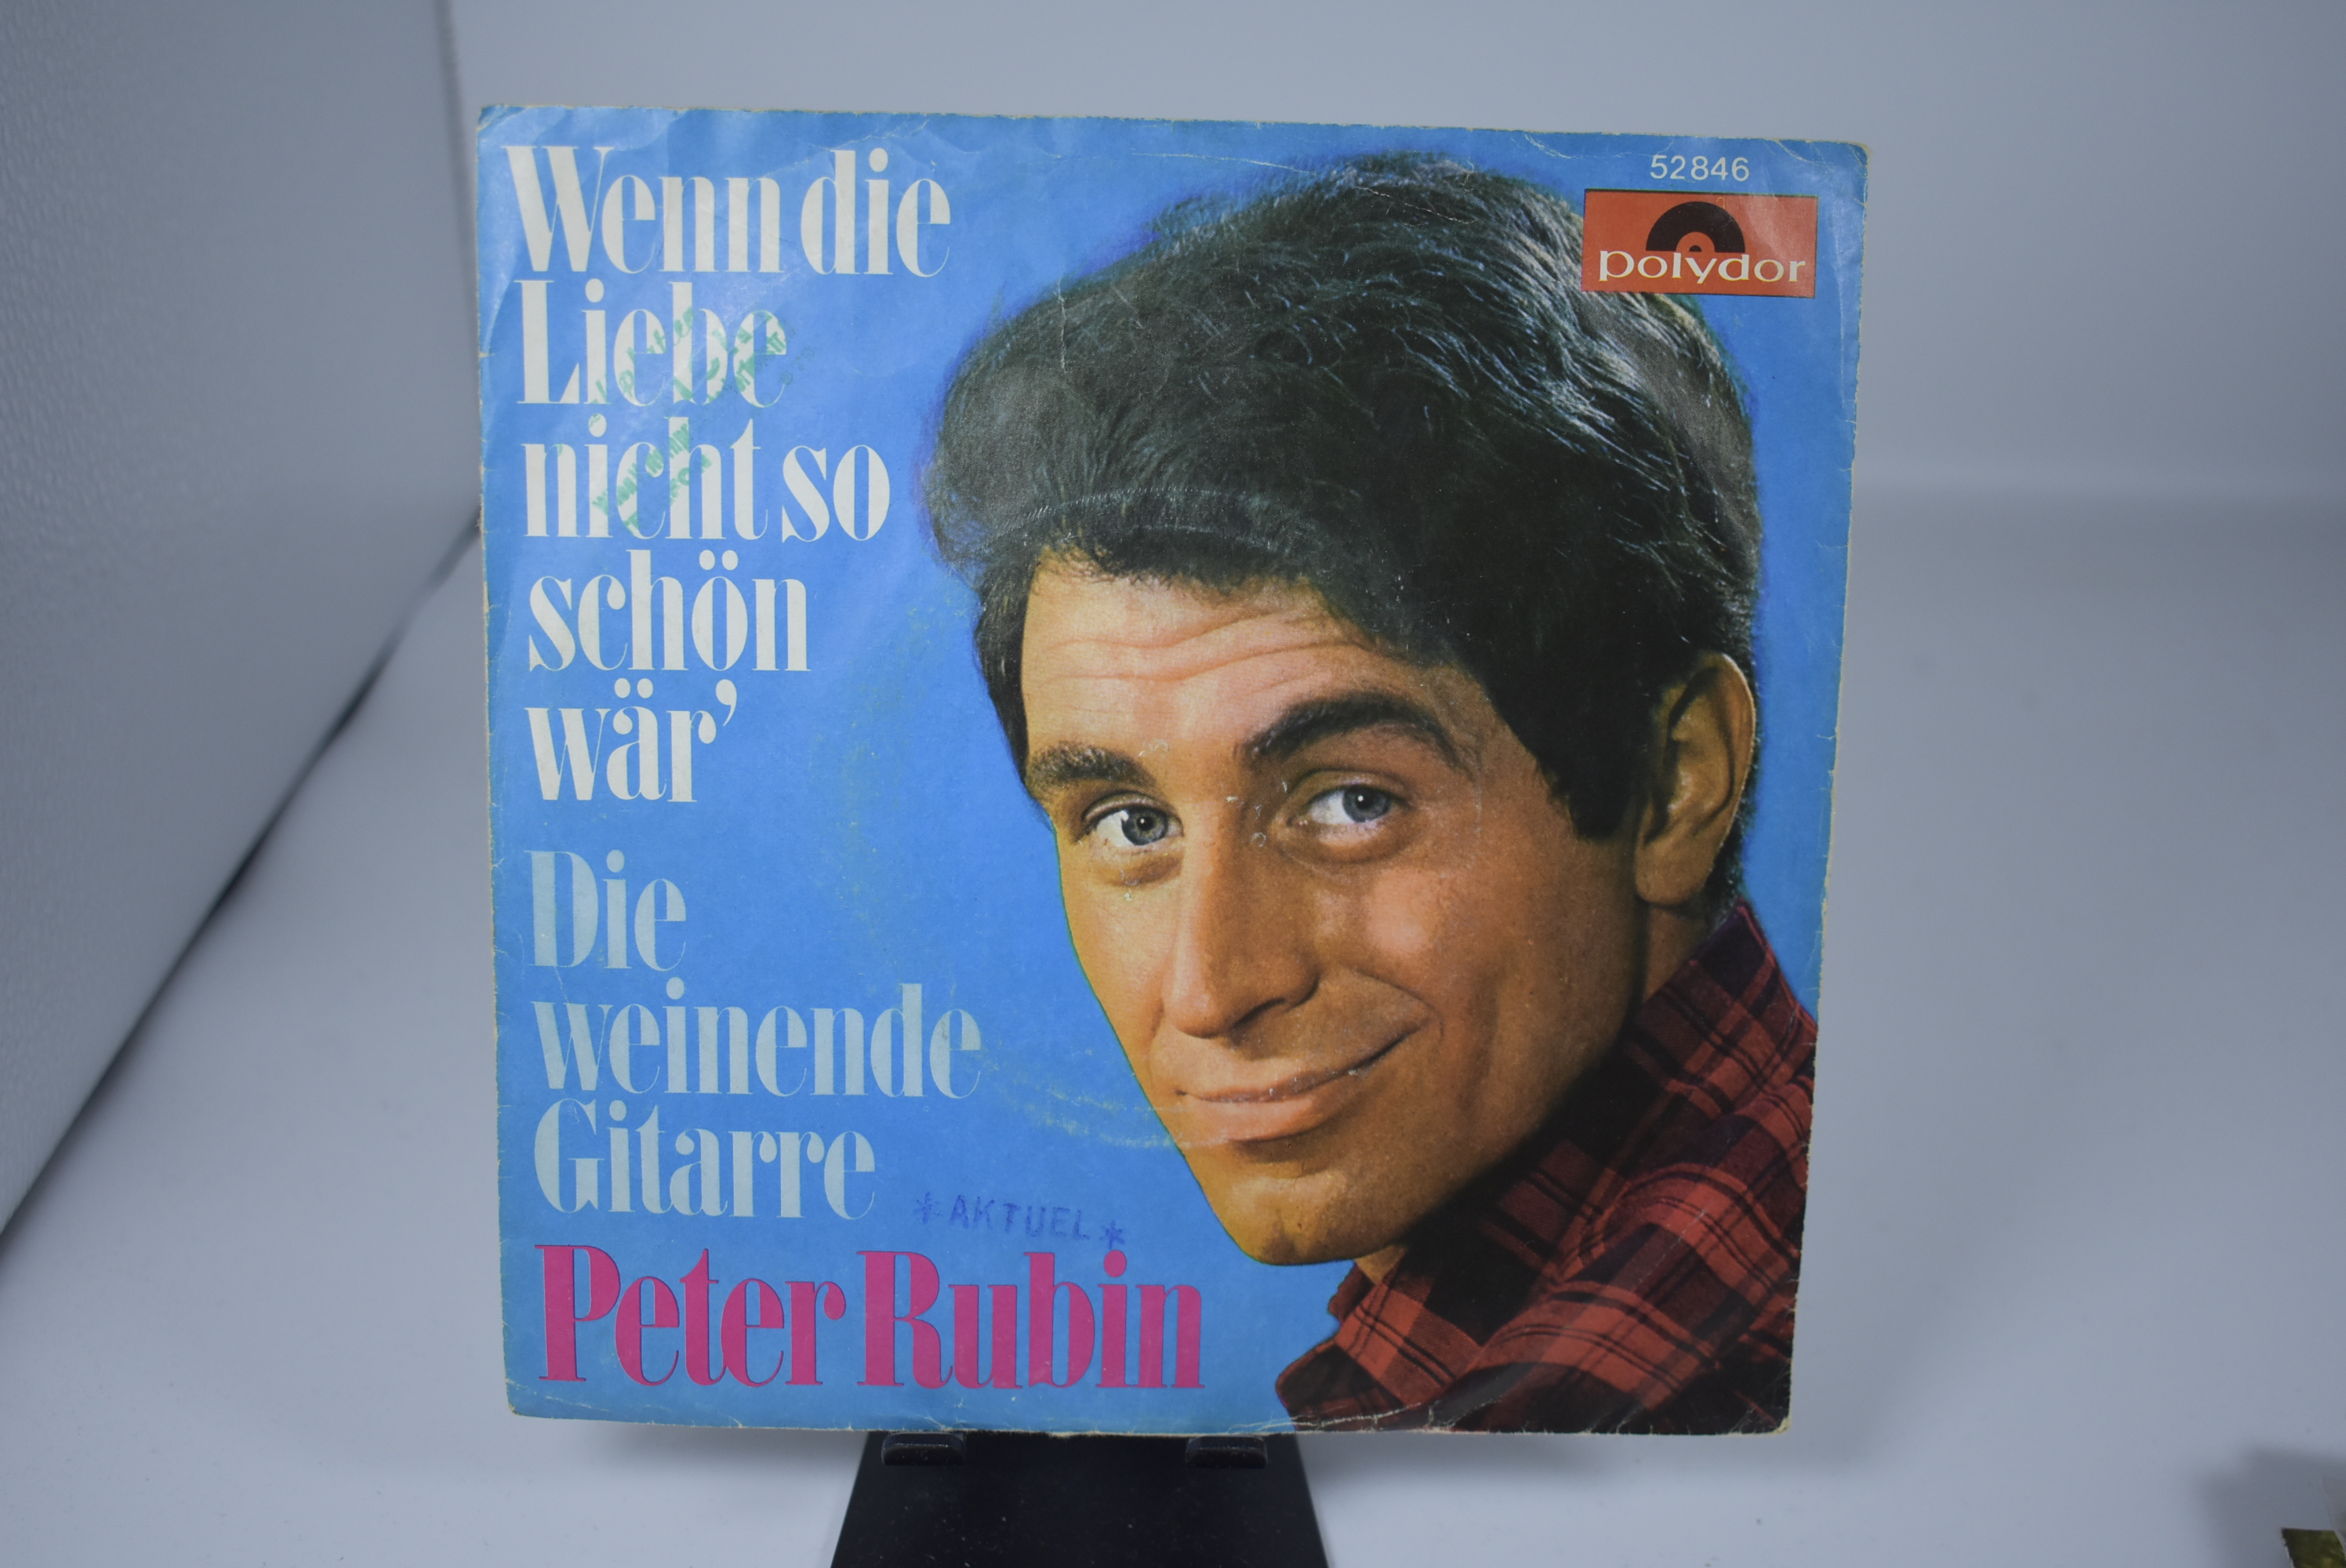 Wenn die
Liebe
nicht so
schön
wär'
Die
weinende
Gitarre
*AKTUEL*
Peter Rubin
52846
polydor